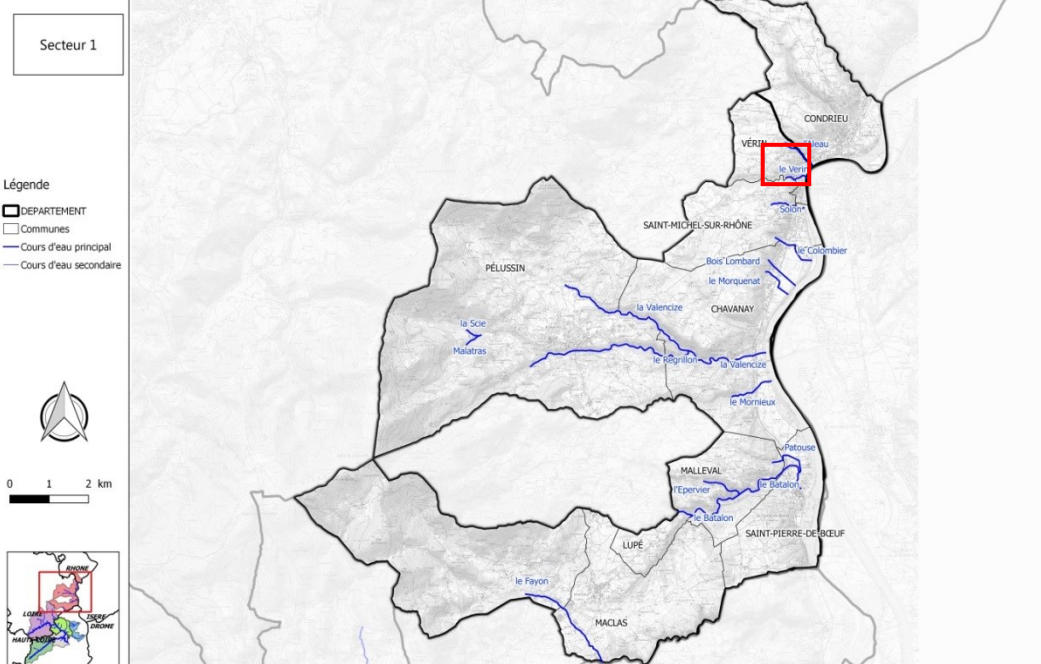 Secteur 1
Légende
DEPARTEMENT
Communes
Cours d'eau principal
Cours d'eau secondaire
0 1 2 km
RHONE
LOIRE
ISERE
DROME
HAUTE-LOIRE
CONDRIEU
VÉRIN
l'Aleau
le Verin
Solon
SAINT-MICHEL-SUR-RHÔNE
le Colombier
Bois Lombard
PÉLUSSIN
le Morquenat
la Valencize
CHAVANAY
la Scie
Malatras
le Régrillon
la Valencize
le Mornieux
Patouse
MALLEVAL
le Batalon
l'Epervier
le Batalon
SAINT-PIERRE-DE-BŒUF
LUPÉ
le Fayon
MACLAS